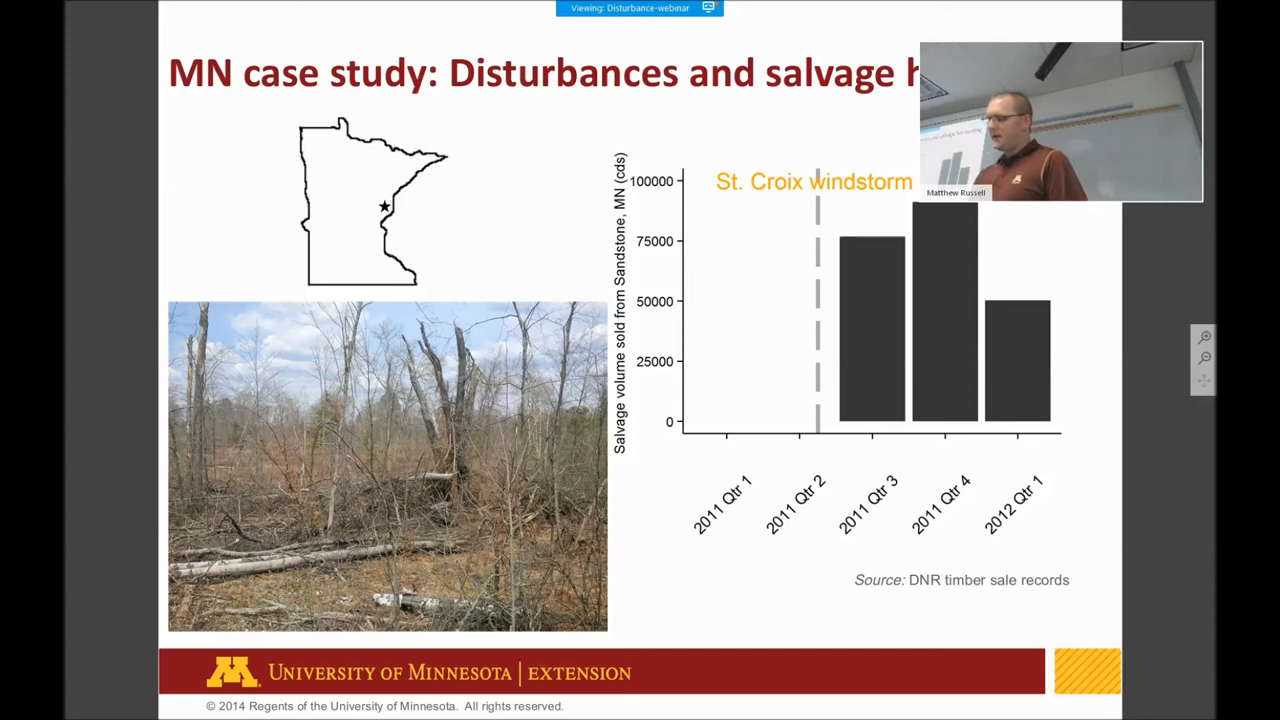 Viewing: Disturbance-webinar
MN case study: Disturbances and salvage
Matthew Russell
Salvage volume sold from Sandstone, MN (cds)
St. Croix windstorm
100000
75000
50000
25000
0
2011 Qtr 1
2011 Qtr 2
2011 Qtr 3
2011 Qtr 4
2012 Qtr 1
Source: DNR timber sale records
M UNIVERSITY OF MINNESOTA | EXTENSION
© 2014 Regents of the University of Minnesota. All rights reserved.